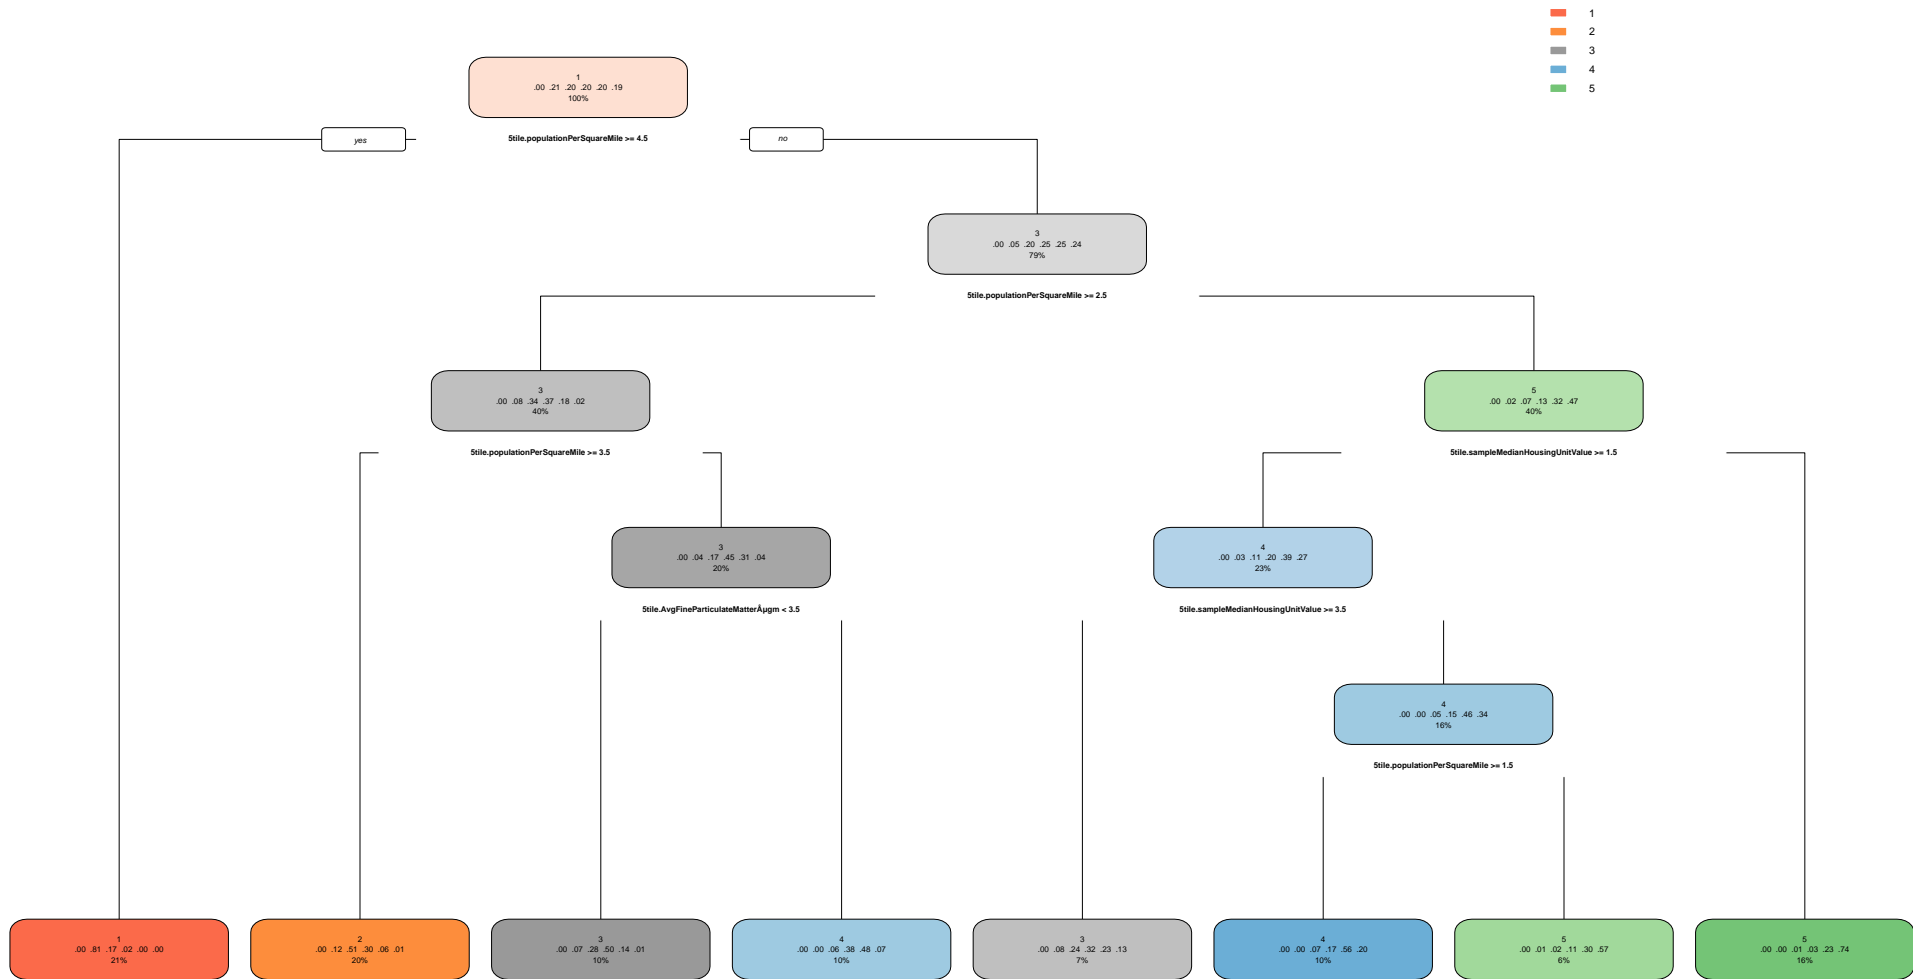 1
2
3
4
5
1
.00 .21 .20 .20 .20 .19
100%
5tile.populationPerSquareMile >= 4.5
yes
no
3
.00 .05 .20 .25 .25 .24
79%
5tile.populationPerSquareMile >= 2.5
3
.00 .08 .34 .37 .18 .02
40%
5tile.populationPerSquareMile >= 3.5
5
.00 .02 .07 .13 .32 .47
40%
5tile.sampleMedianHousingUnitValue >= 1.5
3
.00 .04 .17 .45 .31 .04
20%
5tile.AvgFineParticulateMatterÂµgm < 3.5
4
.00 .03 .11 .20 .39 .27
23%
5tile.sampleMedianHousingUnitValue >= 3.5
4
.00 .00 .05 .15 .46 .34
16%
5tile.populationPerSquareMile >= 1.5
1
.00 .81 .17 .02 .00 .00
21%
2
.00 .12 .51 .30 .06 .01
20%
3
.00 .07 .28 .50 .14 .01
10%
4
.00 .00 .06 .38 .48 .07
10%
3
.00 .08 .24 .32 .23 .13
7%
4
.00 .00 .07 .17 .56 .20
10%
5
.00 .01 .02 .11 .30 .57
6%
5
.00 .00 .01 .03 .23 .74
16%